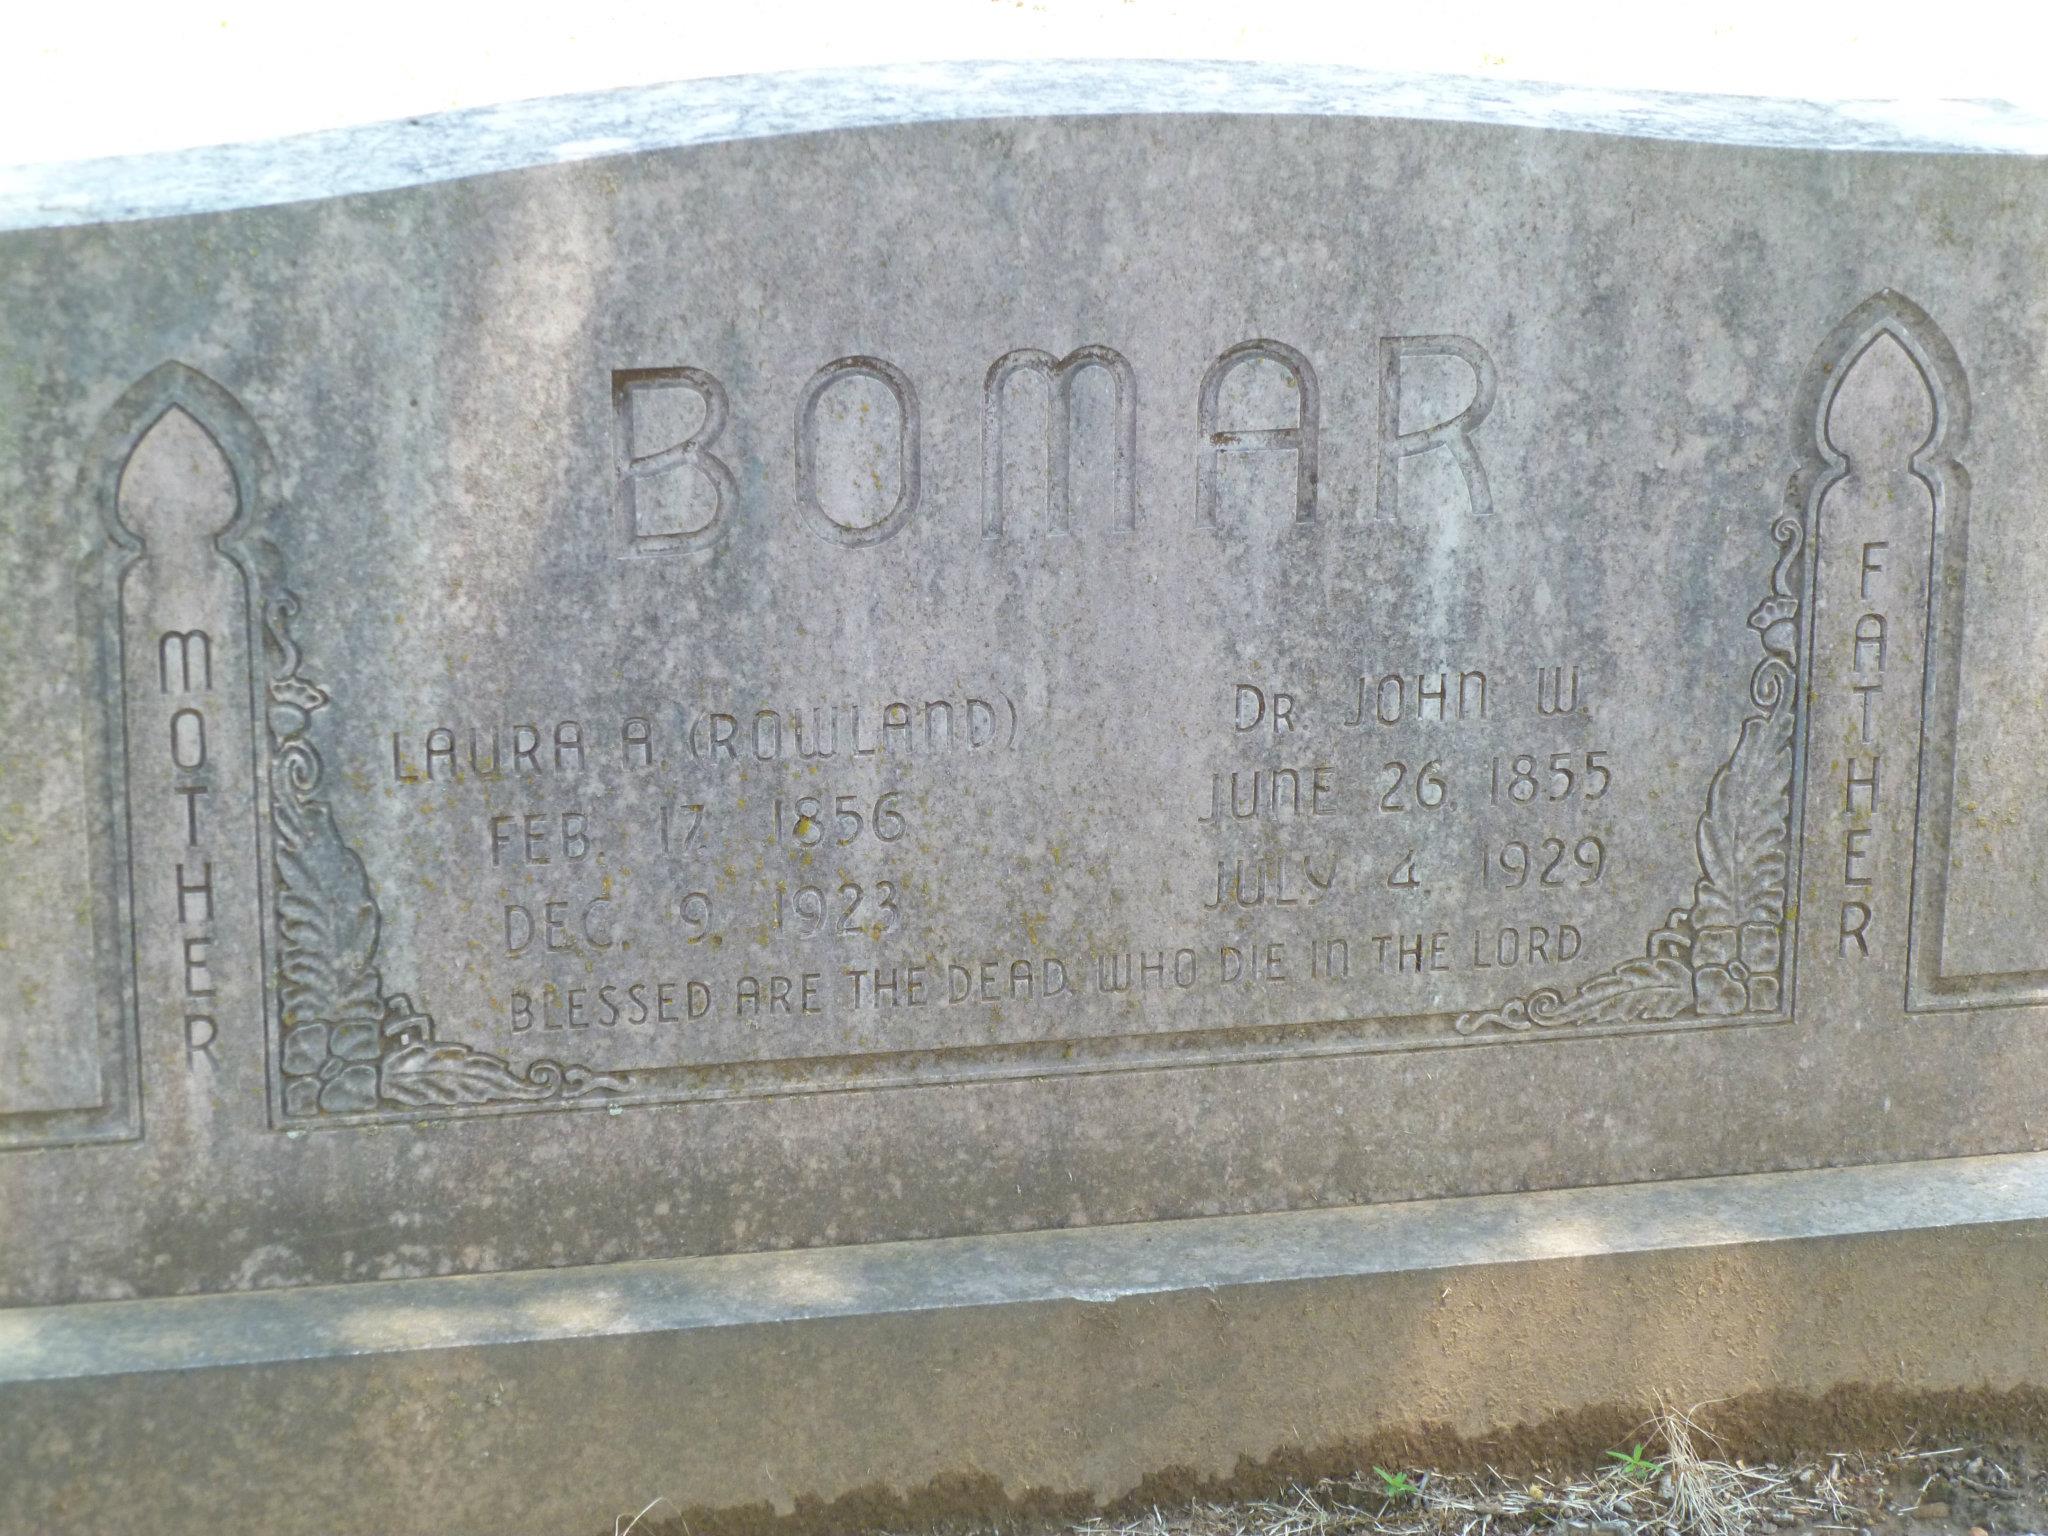 BOMAR
MOTHER
LAURA A. (ROWLAND)
FEB. 17. 1856
DEC. 9. 1923
DR. JOHN W.
JUNE 26. 1855
JULY 4. 1929
FATHER
BLESSED ARE THE DEAD, WHO DIE IN THE LORD.